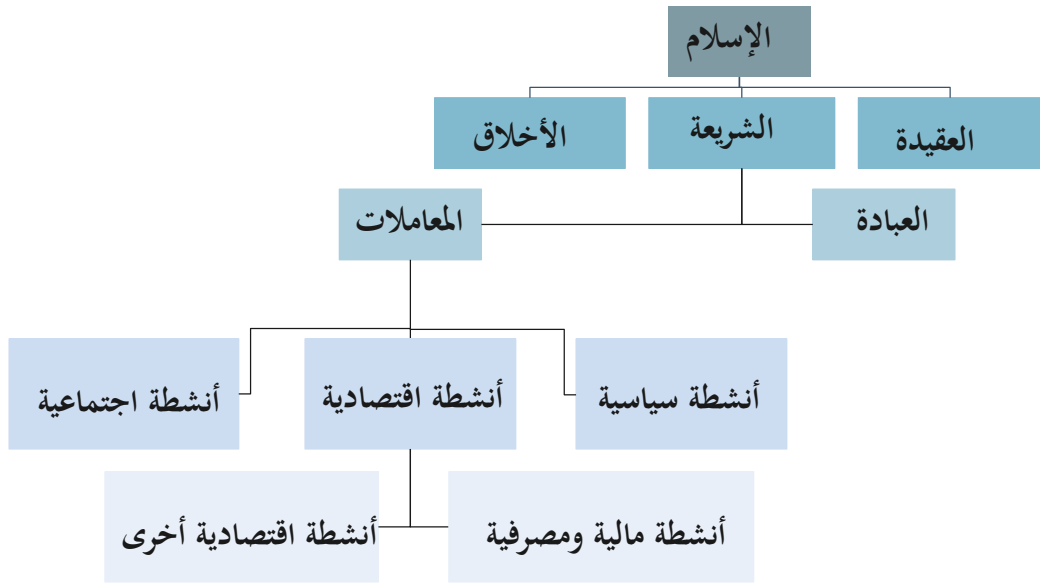 الإسلام
العقيدة
الشريعة
الأخلاق
العبادة
المعاملات
أنشطة سياسية
أنشطة اقتصادية
أنشطة اجتماعية
أنشطة مالية ومصرفية
أنشطة اقتصادية أخرى